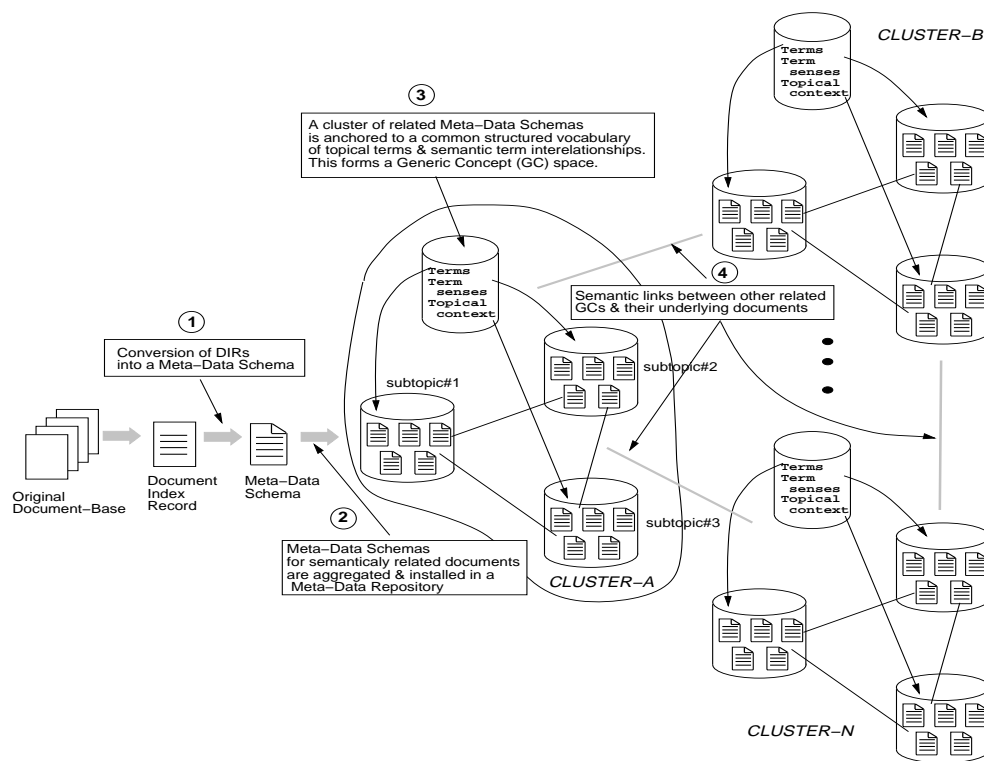 CLUSTER−B
Terms
Term
senses
Topical
context
3
A cluster of related Meta−Data Schemas
is anchored to a common structured vocabulary
of topical terms & semantic term interelationships.
This forms a Generic Concept (GC) space.
Terms
Term
senses
Topical
context
4
Semantic links between other related
GCs & their underlying documents
1
Conversion of DIRs
into a Meta−Data Schema
subtopic#1
subtopic#2
subtopic#3
Original
Document−Base
Document
Index
Record
Meta−Data
Schema
2
Meta−Data Schemas
for semanticaly related documents
are aggregated & installed in a
Meta−Data Repository
CLUSTER−A
Terms
Term
senses
Topical
context
CLUSTER−N